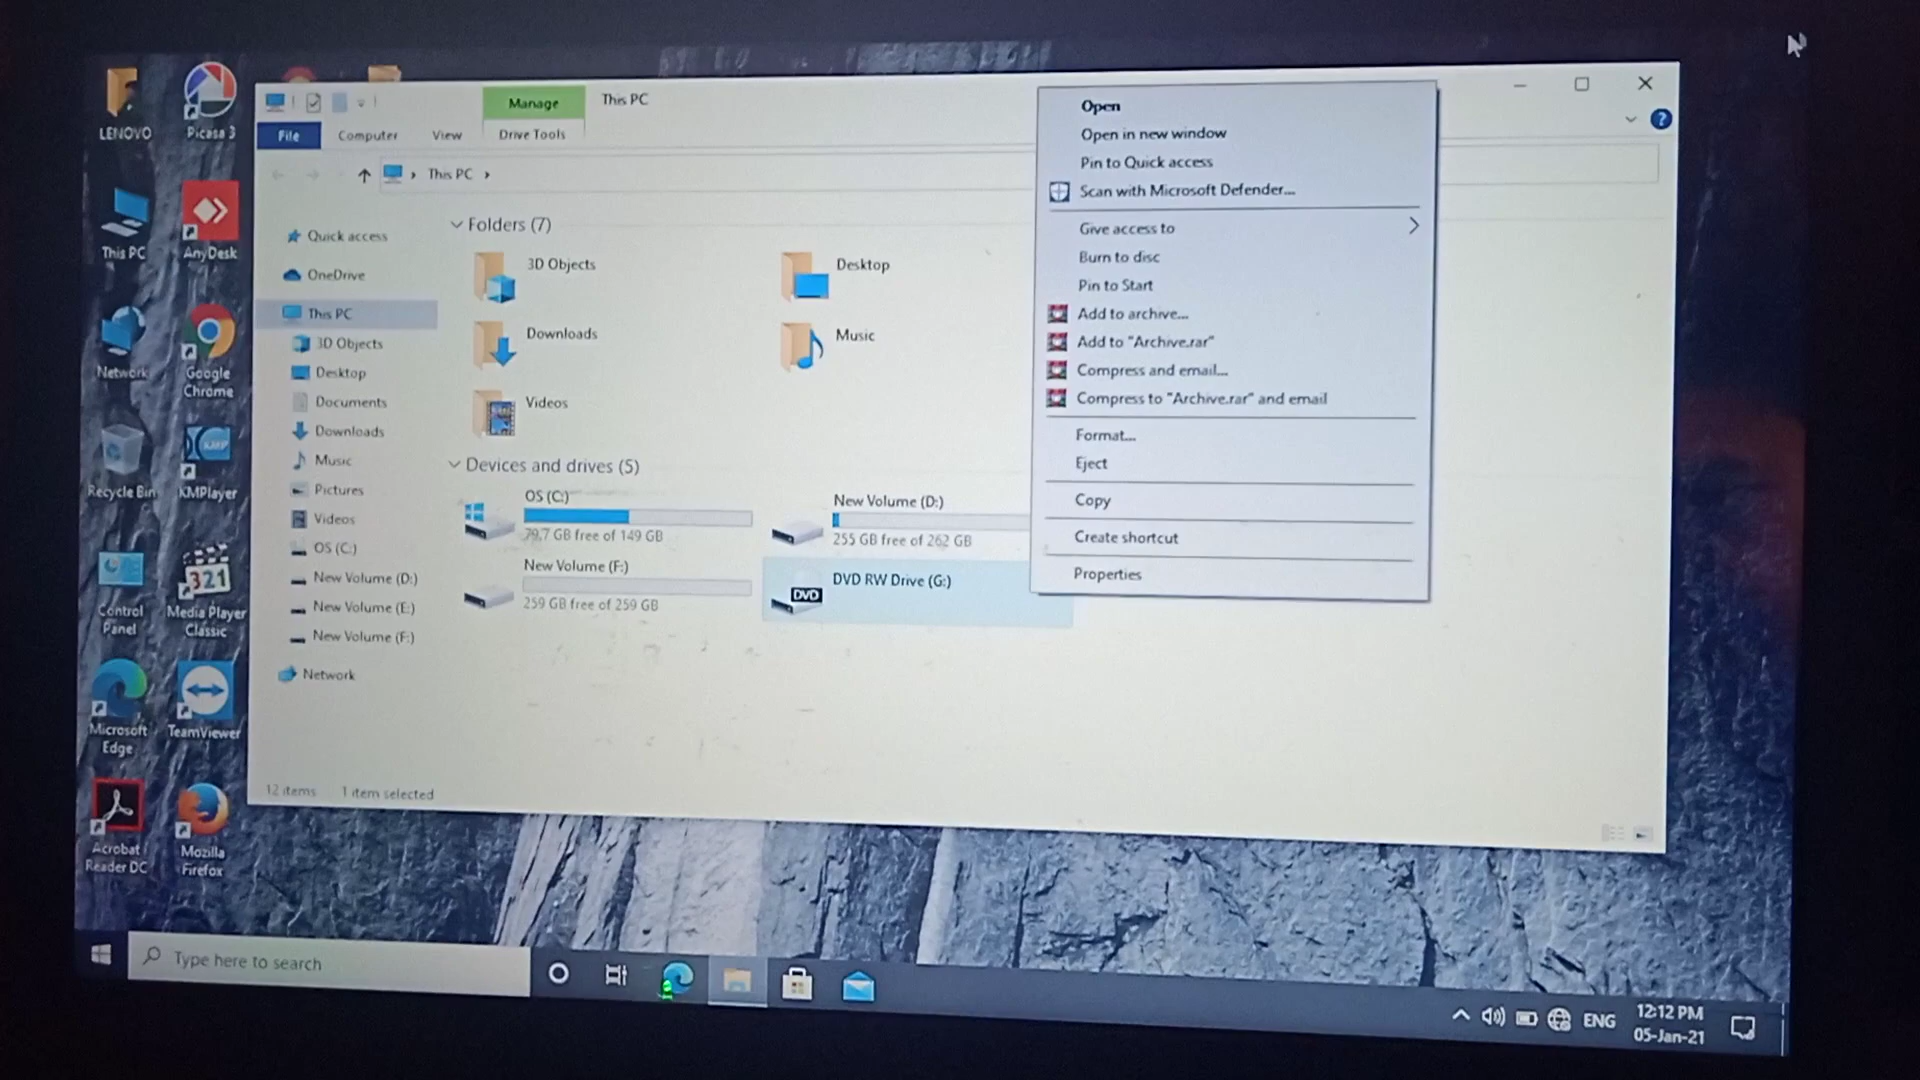 LENOVO
Picasa 3
This PC
AnyDesk
Network
Google
Chrome
Recycle Bin
KMPlayer
321
Control
Panel
Media Player
Classic
Microsoft
Edge
TeamViewer
Acrobat
Reader DC
Mozilla
Firefox
Manage
This PC
File
Computer
View
Drive Tools
This PC
Quick access
OneDrive
This PC
3D Objects
Desktop
Documents
Downloads
Music
Pictures
Videos
OS (C:)
New Volume (D:)
New Volume (E:)
New Volume (F:)
Network
Folders (7)
3D Objects
Desktop
Downloads
Music
Videos
Devices and drives (5)
OS (C:)
79.7 GB free of 149 GB
New Volume (D:)
255 GB free of 262 GB
New Volume (F:)
259 GB free of 259 GB
DVD
DVD RW Drive (G:)
12 items
1 item selected
Open
Open in new window
Pin to Quick access
Scan with Microsoft Defender...
Give access to
Burn to disc
Pin to Start
Add to archive...
Add to "Archive.rar"
Compress and email...
Compress to "Archive.rar" and email
Format...
Eject
Copy
Create shortcut
Properties
?
Type here to search
ENG
12:12 PM
05-Jan-21